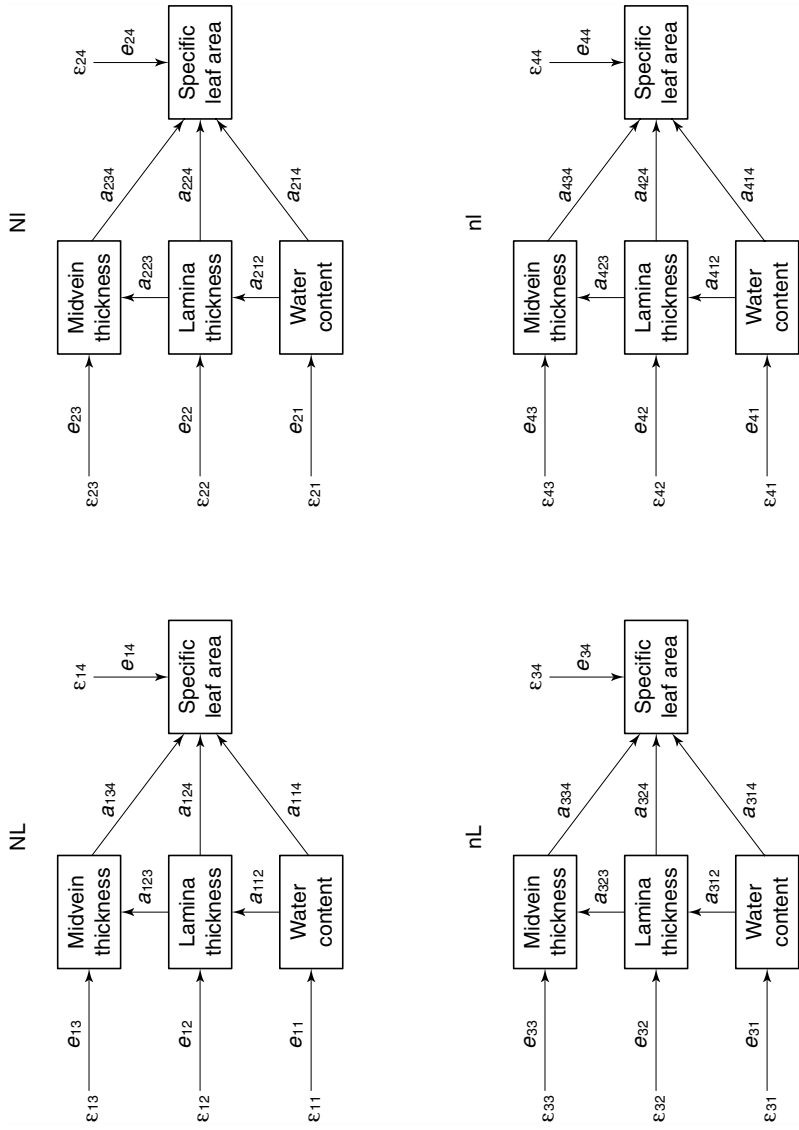 NL
ε13
e13
Midvein
thickness
a134
ε14
e14
a123
ε12
e12
Lamina
thickness
a124
Specific
leaf area
a112
ε11
e11
Water
content
a114
Nl
ε23
e23
Midvein
thickness
a234
ε24
e24
a223
ε22
e22
Lamina
thickness
a224
Specific
leaf area
a212
ε21
e21
Water
content
a214
nL
ε33
e33
Midvein
thickness
a334
ε34
e34
a323
ε32
e32
Lamina
thickness
a324
Specific
leaf area
a312
ε31
e31
Water
content
a314
nl
ε43
e43
Midvein
thickness
a434
ε44
e44
a423
ε42
e42
Lamina
thickness
a424
Specific
leaf area
a412
ε41
e41
Water
content
a414